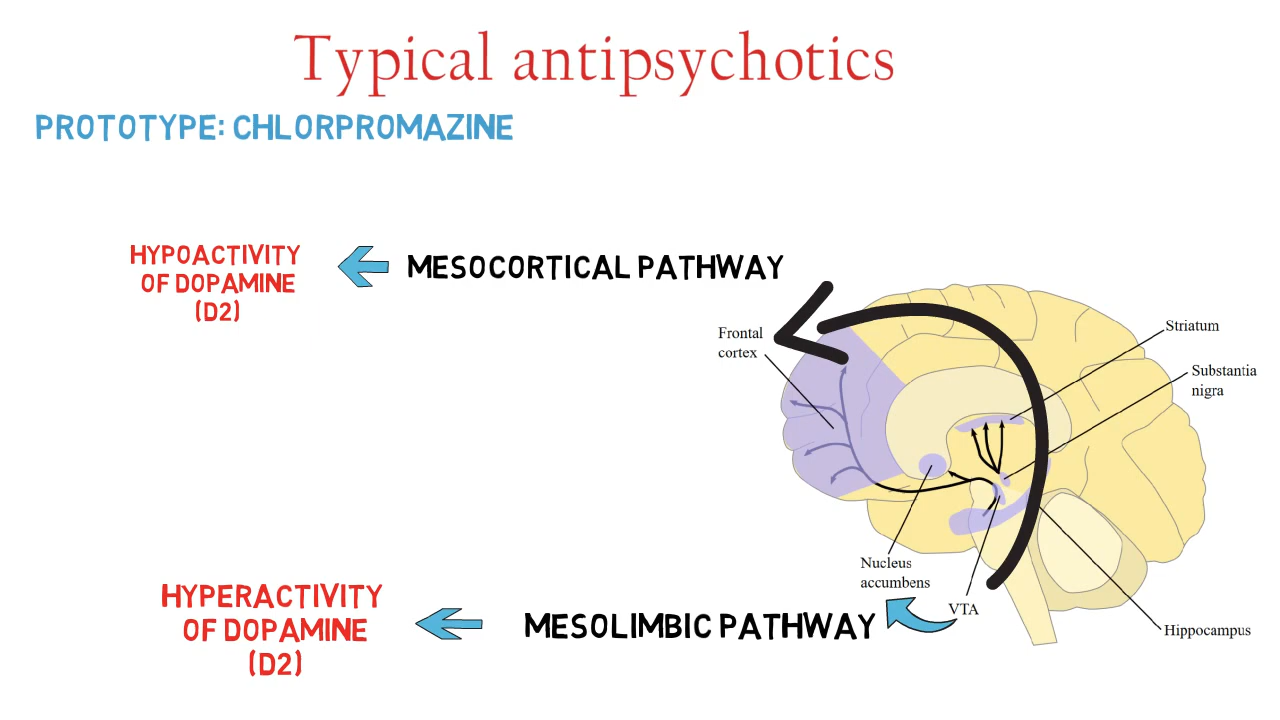 Typical antipsychotics
PROTOTYPE: CHLORPROMAZINE
HYPOACTIVITY
OF DOPAMINE
(D2)
MESOCORTICAL PATHWAY
Frontal
cortex
Striatum
Substantia
nigra
Nucleus
accumbens
VTA
Hippocampus
HYPERACTIVITY
OF DOPAMINE
(D2)
MESOLIMBIC PATHWAY